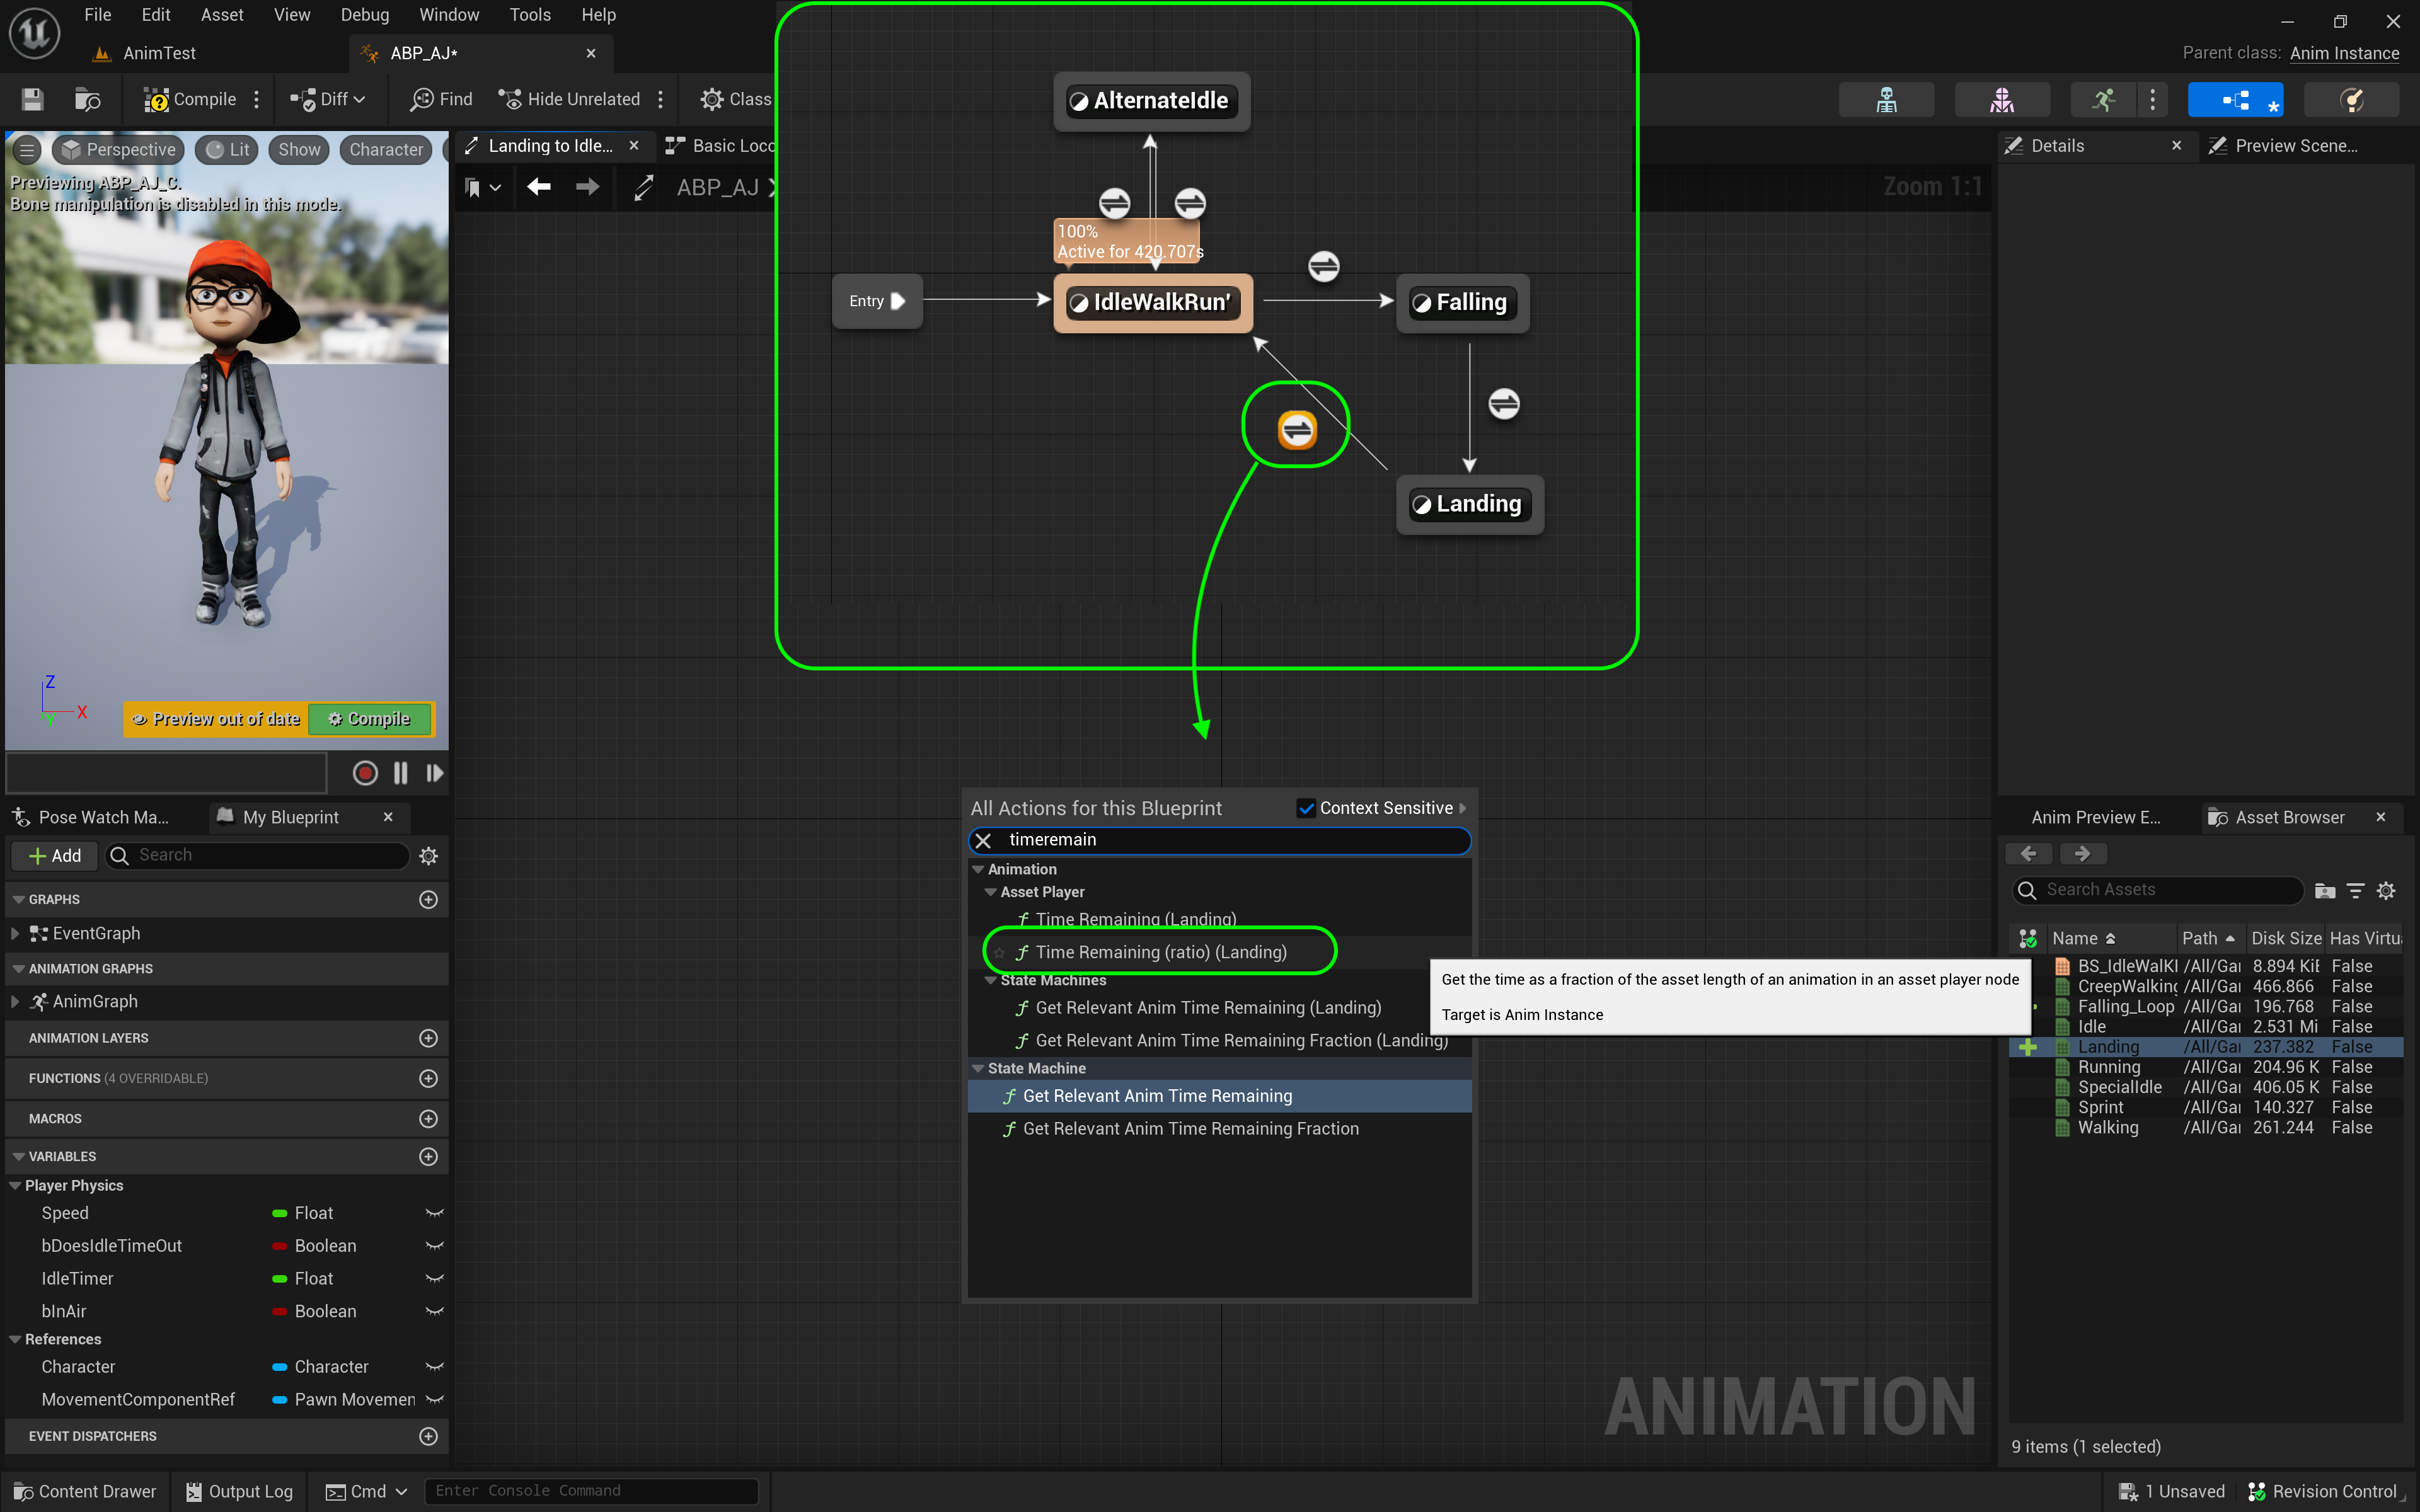 File Edit Asset View Debug Window Tools Help
AnimTest
ABP_AJ*
Parent class: Anim Instance
Compile
Diff
Find
Hide Unrelated
Class
Perspective
Lit
Show
Character
Previewing ABP_AJ_C.
Bone manipulation is disabled in this mode.
Z
X
Y
Preview out of date
Compile
Landing to Idle...
Basic Loco
ABP_AJ
Zoom 1:1
AlternateIdle
100%
Active for 420.707s
Entry
IdleWalkRun'
Falling
Landing
Details
Preview Scene...
Pose Watch Ma...
My Blueprint
Add
Search
GRAPHS
EventGraph
ANIMATION GRAPHS
AnimGraph
ANIMATION LAYERS
FUNCTIONS (4 OVERRIDABLE)
MACROS
VARIABLES
Player Physics
Speed Float
bDoesIdleTimeOut Boolean
IdleTimer Float
bInAir Boolean
References
Character Character
MovementComponentRef Pawn Movemen
EVENT DISPATCHERS
All Actions for this Blueprint
Context Sensitive
timeremain
Animation
Asset Player
Time Remaining (Landing)
Time Remaining (ratio) (Landing)
State Machines
Get Relevant Anim Time Remaining (Landing)
Get Relevant Anim Time Remaining Fraction (Landing)
State Machine
Get Relevant Anim Time Remaining
Get Relevant Anim Time Remaining Fraction
Get the time as a fraction of the asset length of an animation in an asset player node
Target is Anim Instance
ANIMATION
Anim Preview E...
Asset Browser
Search Assets
Name Path Disk Size Has Virtu
BS_IdleWalkI /All/Ga 8.894 KiE False
CreepWalking /All/Ga 466.866 False
Falling_Loop /All/Ga 196.768 False
Idle /All/Ga 2.531 Mi False
Landing /All/Ga 237.382 False
Running /All/Ga 204.96 K False
SpecialIdle /All/Ga 406.05 K False
Sprint /All/Ga 140.327 False
Walking /All/Ga 261.244 False
9 items (1 selected)
Content Drawer
Output Log
Cmd
Enter Console Command
1 Unsaved
Revision Control